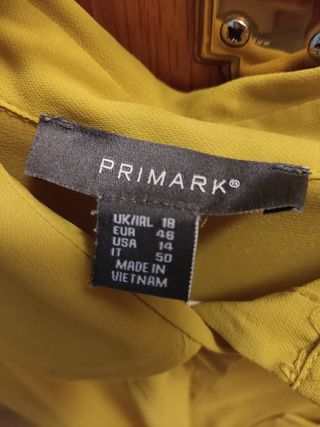 PRIMARK®
UK/IRL 18
EUR 46
USA 14
IT 50
MADE IN
VIETNAM